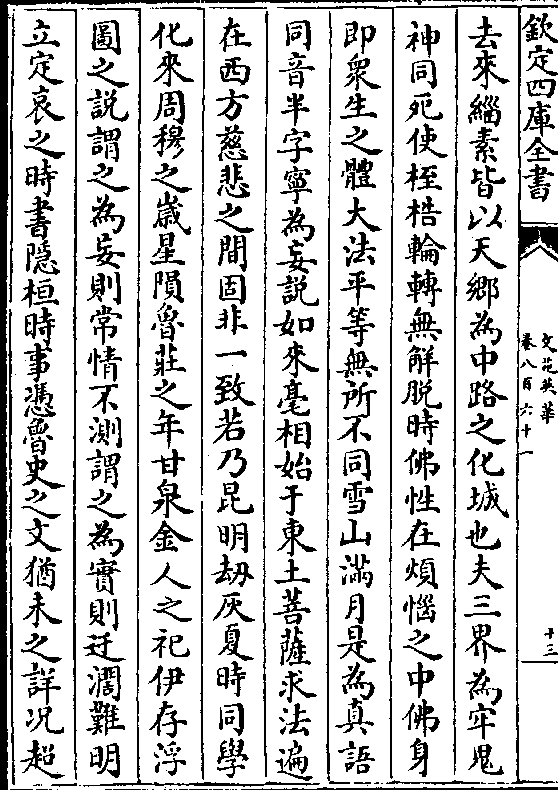 欽定四庫全書
文苑英華
卷八百六十一
十三
去來緇素皆以天鄉為中路之化城也夫三界為牢鬼
神同死使桎梏輪轉無解脫時佛性在煩惱之中佛身
即衆生之體大法平等無所不同雪山滿月是為真語
同音半字寧為妄説如來毫相始于東土菩薩求法遍
在西方慈悲之間固非一致若乃昆明劫灰夏時同學
化來周穆之歲星隕魯莊之年甘泉金人之祀伊存浮
圖之説謂之為妄則常情不測謂之為實則迂濶難明
立定哀之時書隱桓時事憑魯史之文猶未之詳况超